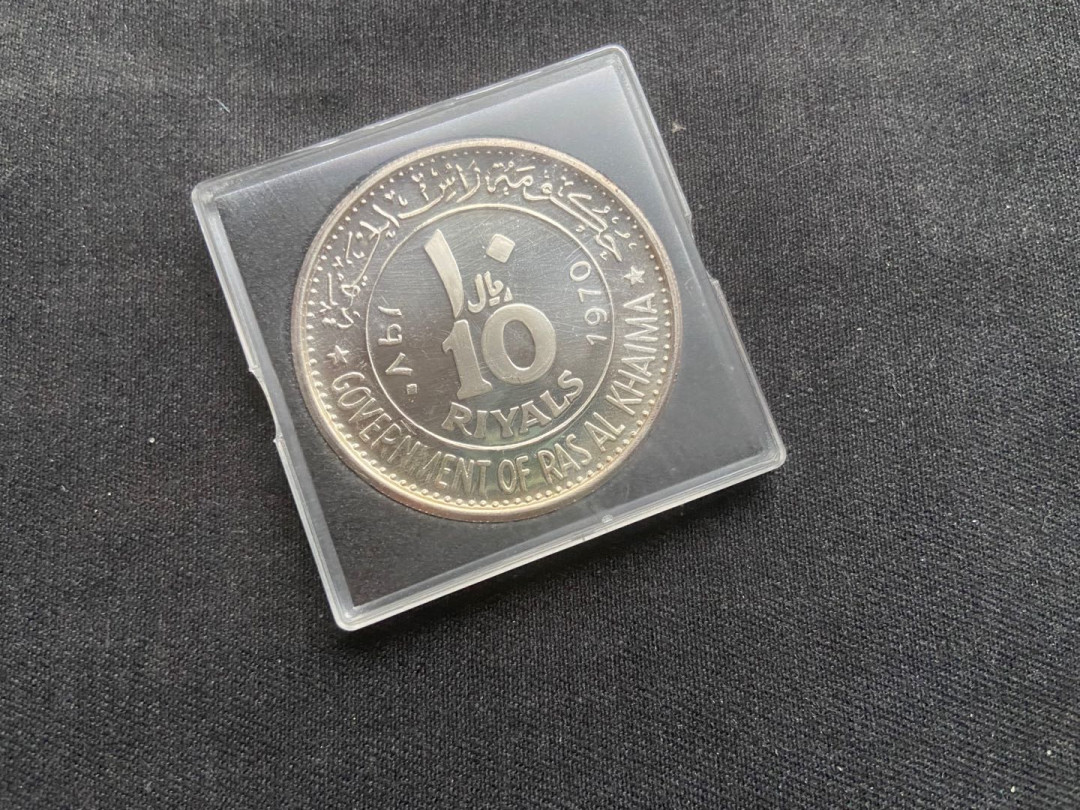 حكومة راس الخيمة
١٠
ريال
10
RIYALS
١٩٧٠
1970
GOVERNMENT OF RAS AL KHAIMA